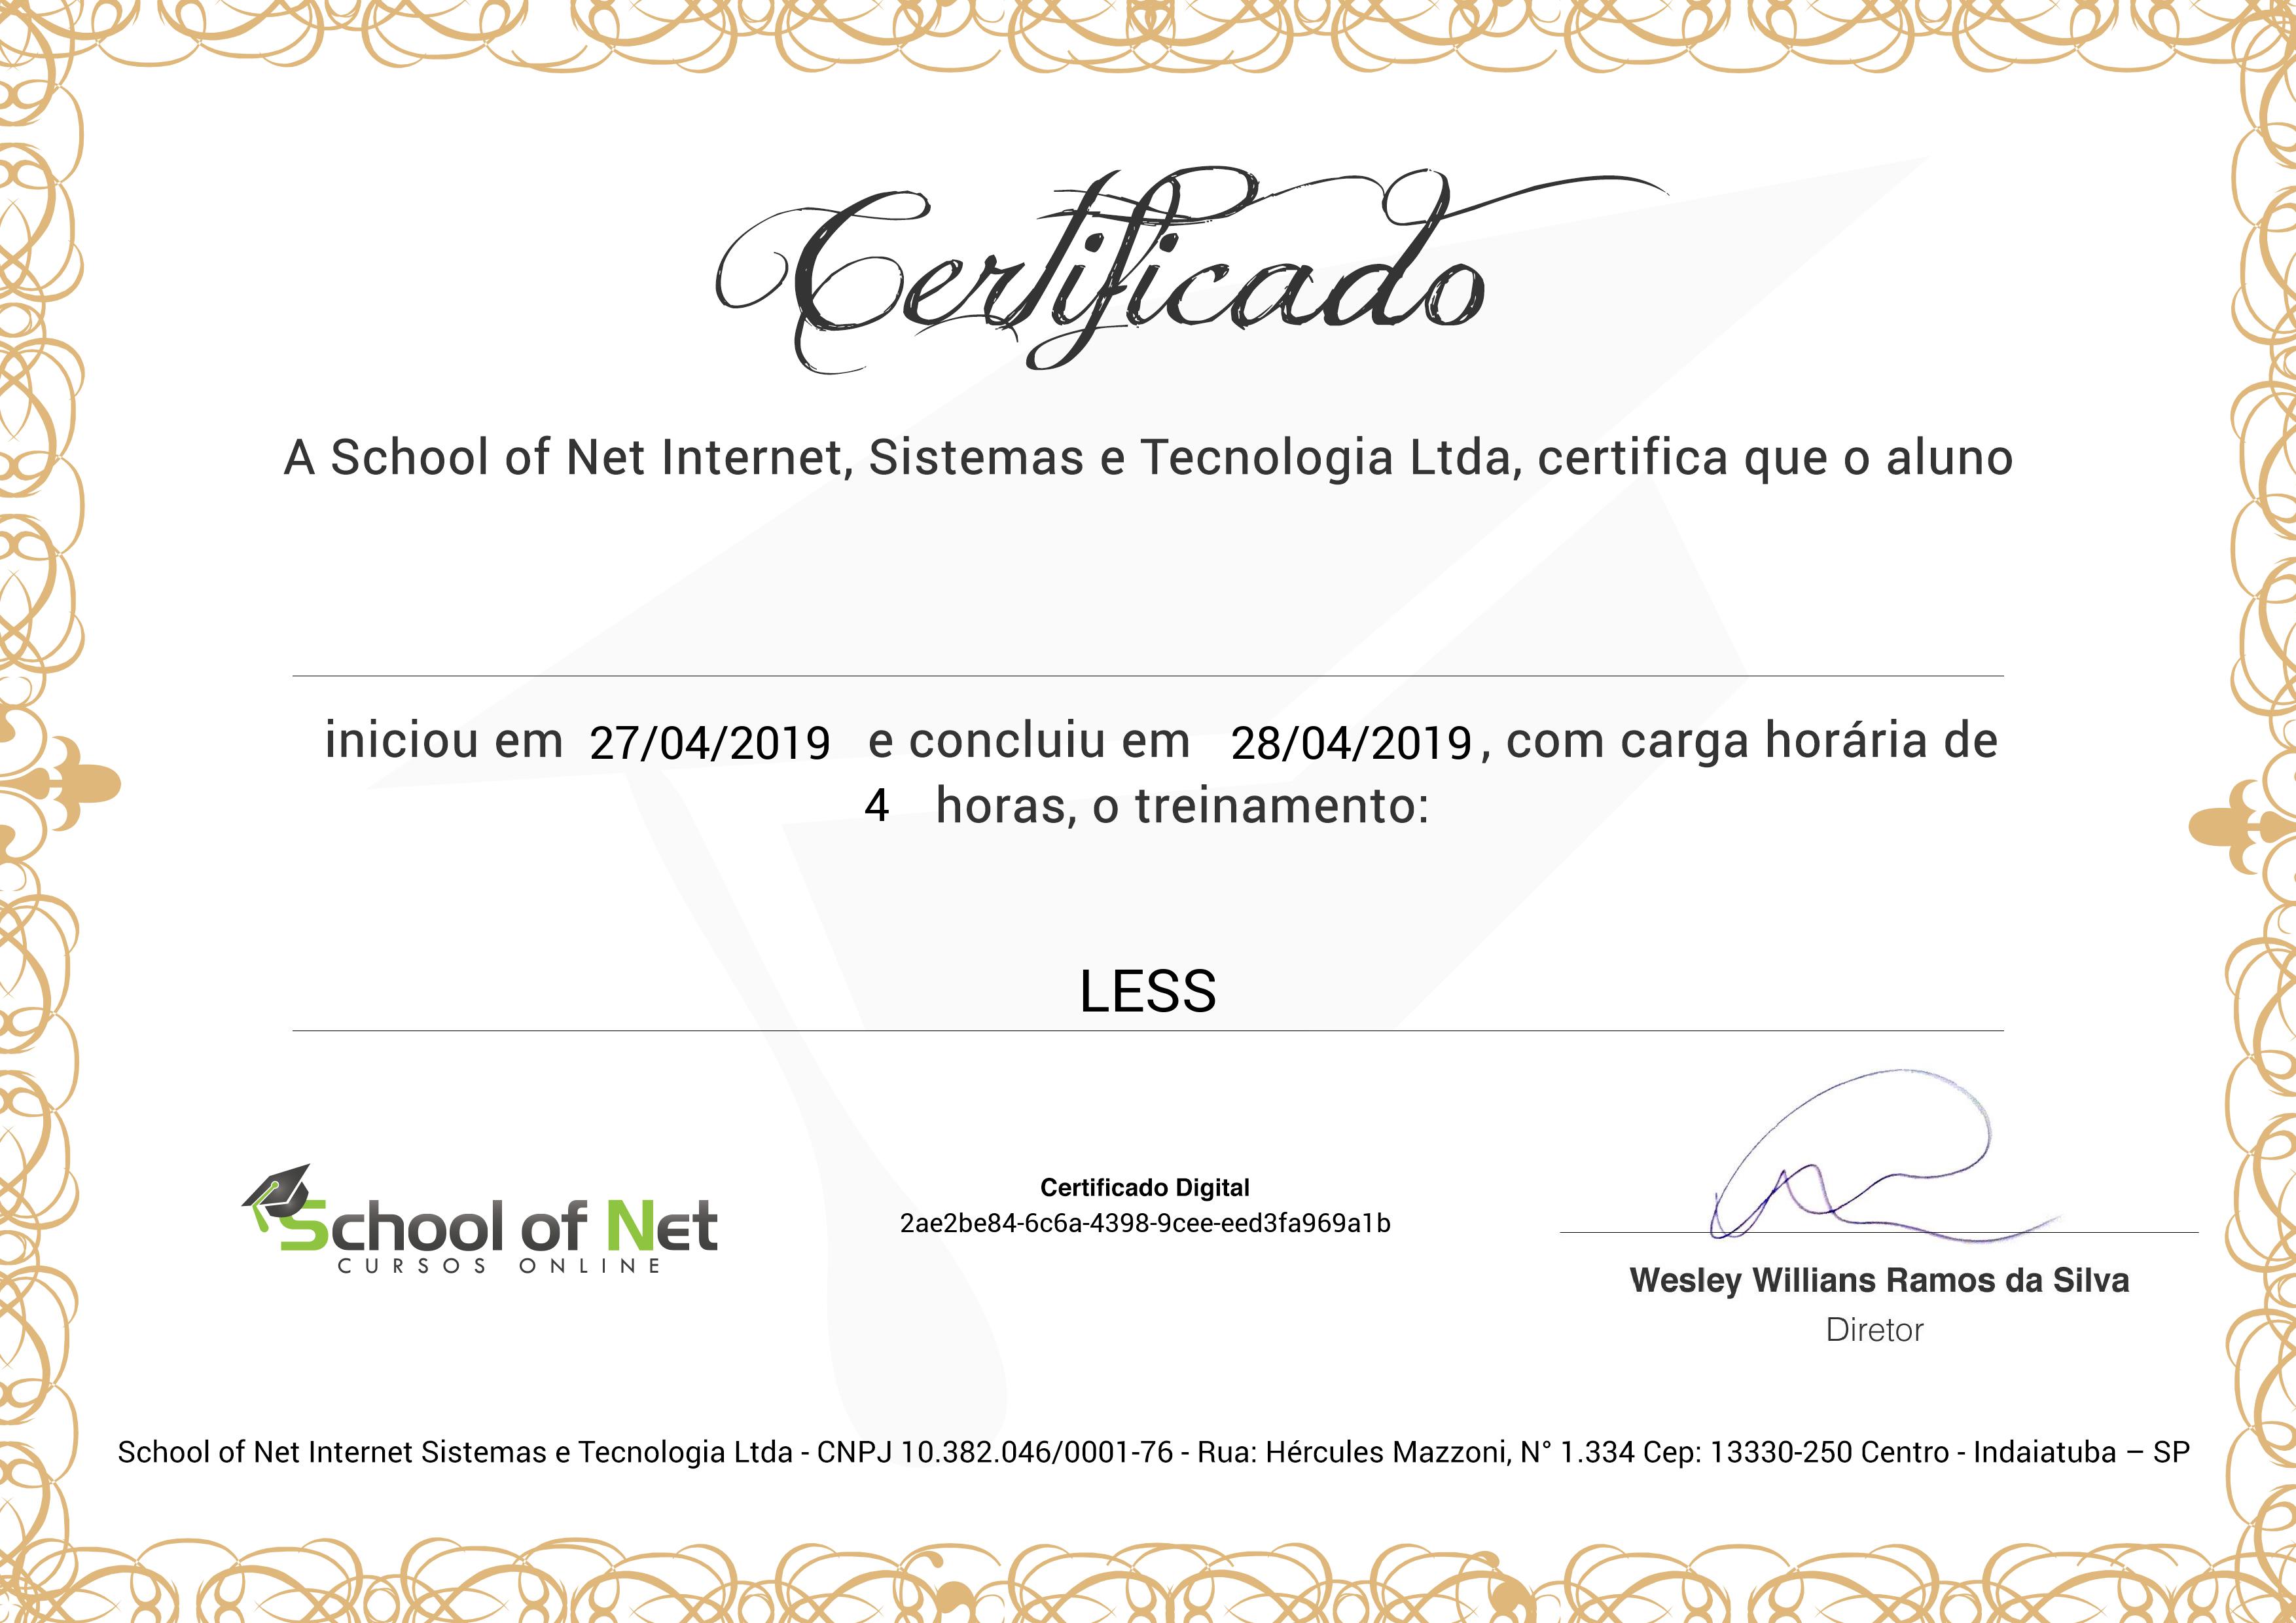 Certificado
A School of Net Internet, Sistemas e Tecnologia Ltda, certifica que o aluno
iniciou em 27/04/2019 e concluiu em 28/04/2019, com carga horária de
4 horas, o treinamento:
LESS
School of Net
CURSOS ONLINE
Certificado Digital
2ae2be84-6c6a-4398-9cee-eed3fa969a1b
Wesley Willians Ramos da Silva
Diretor
School of Net Internet Sistemas e Tecnologia Ltda - CNPJ 10.382.046/0001-76 - Rua: Hércules Mazzoni, N° 1.334 Cep: 13330-250 Centro - Indaiatuba – SP